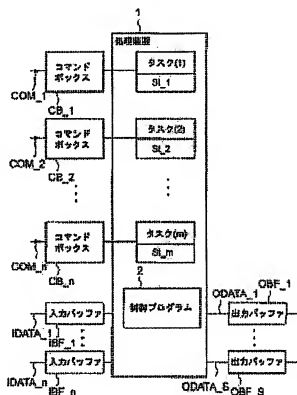 1
処理装置
コマンド
ボックス
タスク(1)
St_1
COM_1
CB_1
コマンド
ボックス
タスク(2)
St_2
COM_2
CB_2
コマンド
ボックス
タスク(m)
St_m
COM_n
CB_n
2
制御プログラム
OBF_1
ODATA_1
入力バッファ
出力バッファ
IDATA_1
IBF_1
入力バッファ
出力バッファ
IDATA_n
IBF_n
ODATA_S
OBF_S